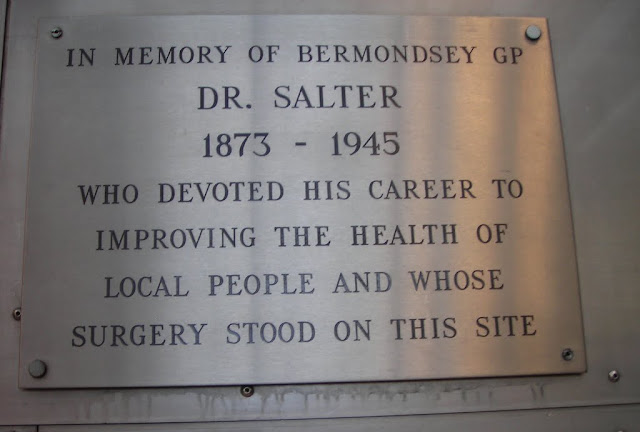 IN MEMORY OF BERMONDSEY GP
DR. SALTER
1873 - 1945
WHO DEVOTED HIS CAREER TO
IMPROVING THE HEALTH OF
LOCAL PEOPLE AND WHOSE
SURGERY STOOD ON THIS SITE